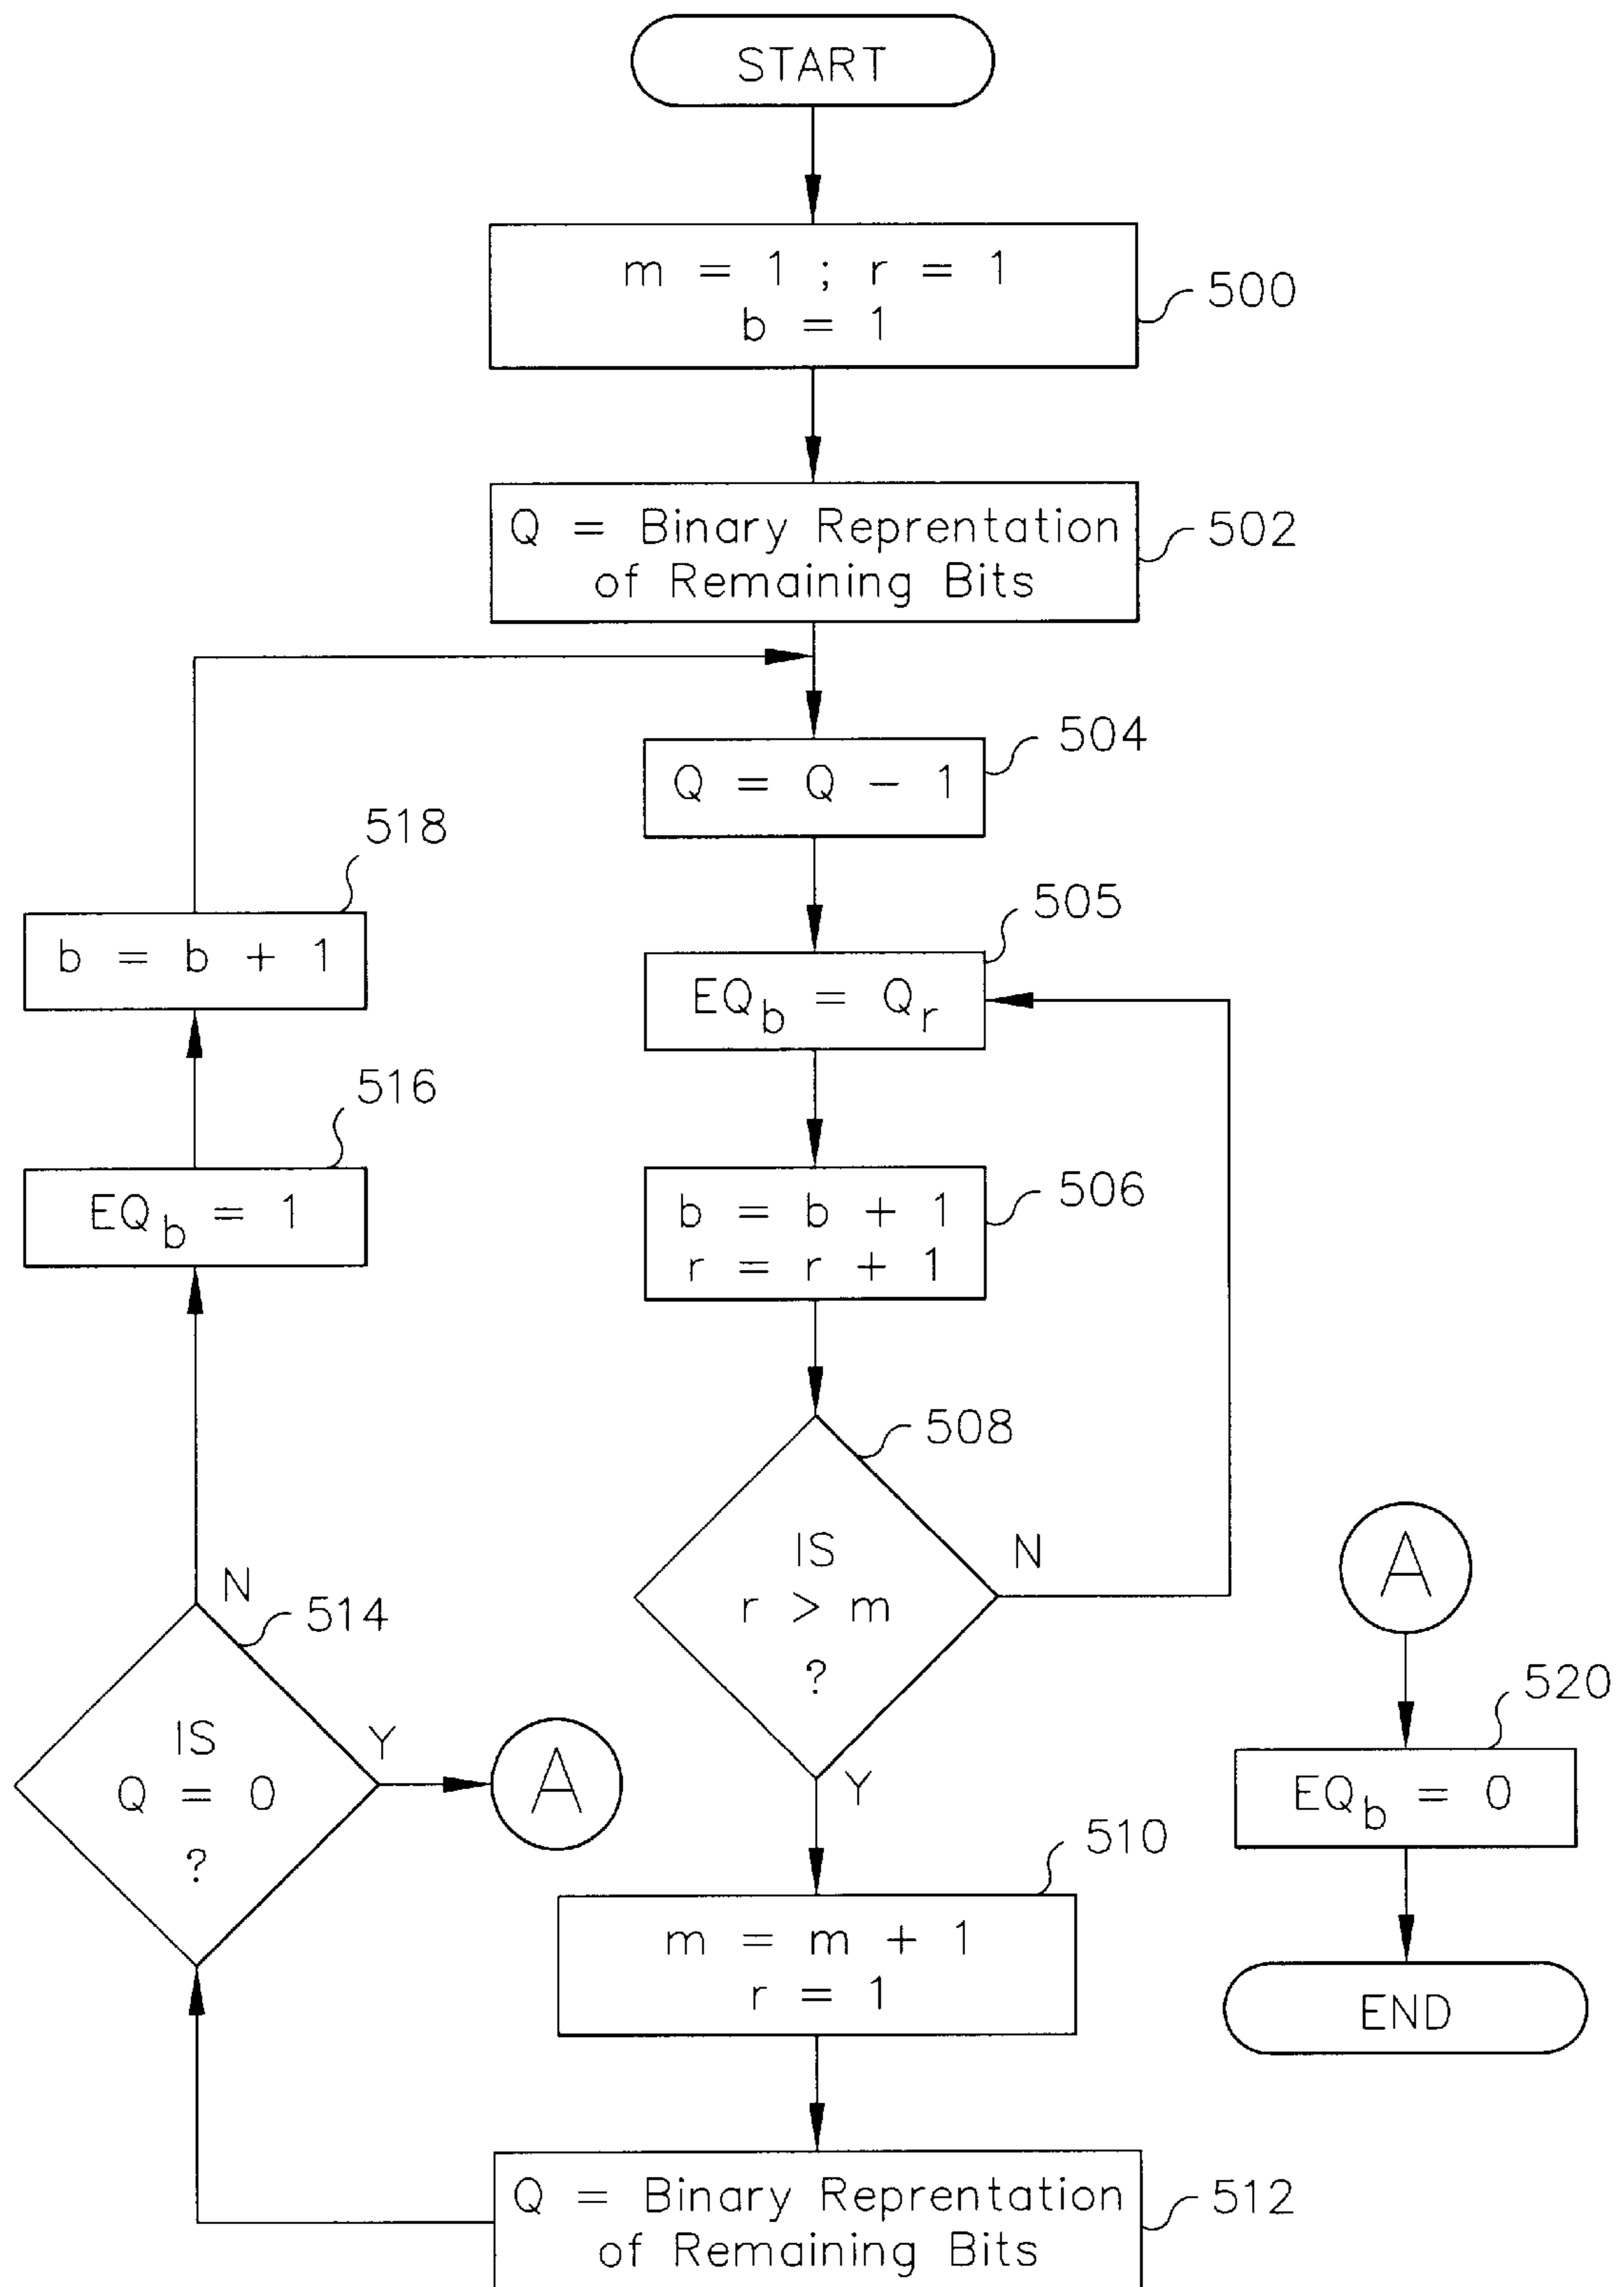 START
m = 1 ; r = 1
b = 1
500
Q = Binary Reprentation
of Remaining Bits
502
Q = Q - 1
504
518
b = b + 1
505
EQb = Qr
516
EQb = 1
506
b = b + 1
r = r + 1
508
IS
r > m
?
N
Y
N
514
IS
Q = 0
?
Y
A
A
520
EQb = 0
END
510
m = m + 1
r = 1
Q = Binary Reprentation
of Remaining Bits
512